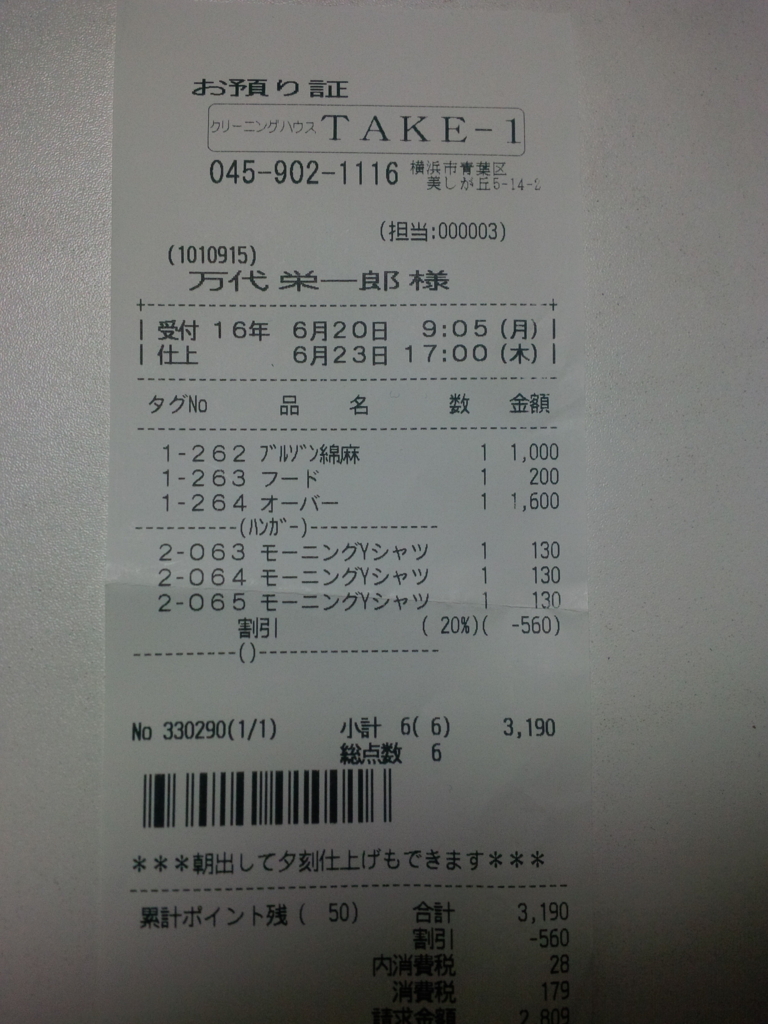 お預り証
クリーニングハウス TAKE-1
045-902-1116 横浜市青葉区
美しが丘5-14-2
(担当:000003)
(1010915)
万代 栄一郎 様
受付 16年 6月20日 9:05 (月)
仕上 6月23日 17:00 (木)
タグNo 品 名 数 金額
1-262 ブルゾン綿麻 1 1,000
1-263 フード 1 200
1-264 オーバー 1 1,600
----------(ハンガー)-------------
2-063 モーニングYシャツ 1 130
2-064 モーニングYシャツ 1 130
2-065 モーニングYシャツ 1 130
割引 ( 20%)( -560)
----------()------------------
No 330290(1/1) 小計 6( 6) 3,190
総点数 6
***朝出して夕刻仕上げもできます***
累計ポイント残( 50) 合計 3,190
割引 -560
内消費税 28
消費税 179
請求金額 2,809